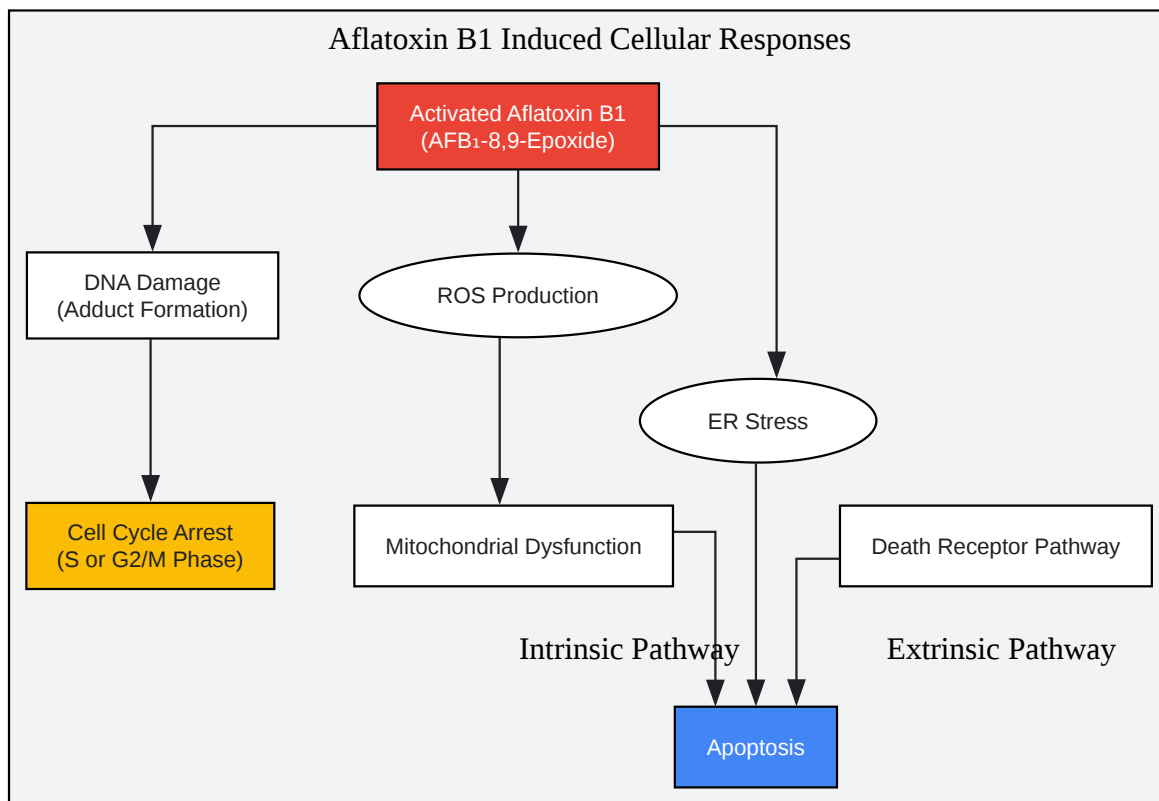 Aflatoxin B1 Induced Cellular Responses
Activated Aflatoxin B1
(AFB₁-8,9-Epoxide)
DNA Damage
(Adduct Formation)
ROS Production
ER Stress
Cell Cycle Arrest
(S or G2/M Phase)
Mitochondrial Dysfunction
Death Receptor Pathway
Intrinsic Pathway
Extrinsic Pathway
Apoptosis